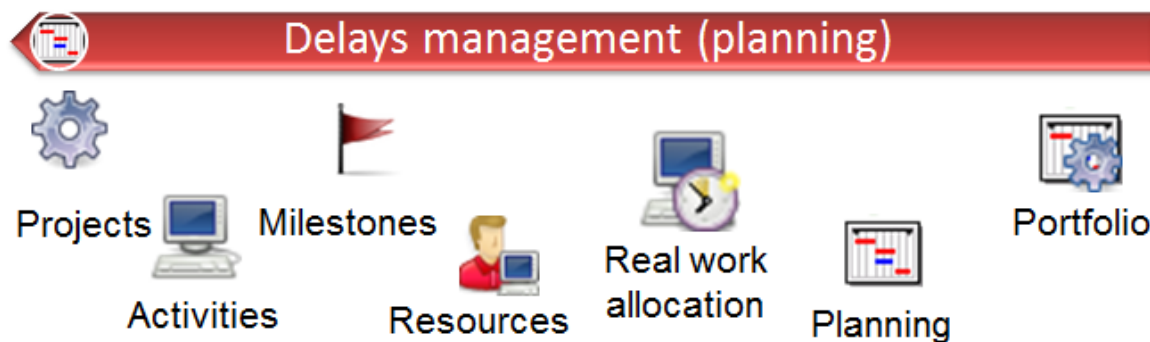 Delays management (planning)
Projects
Milestones
Portfolio
Activities
Resources
Real work
allocation
Planning